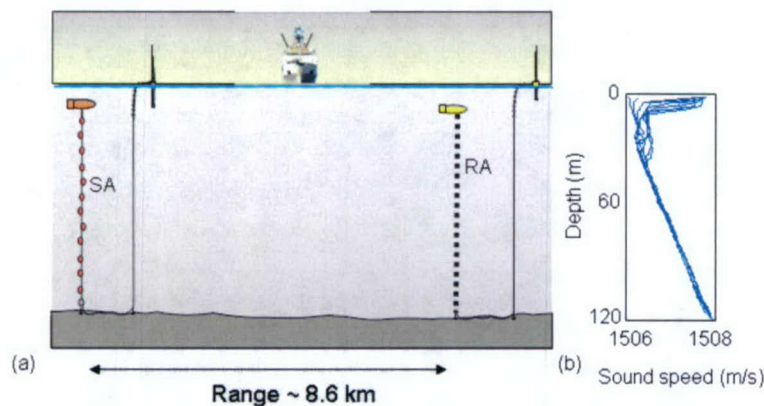 SA
RA
(a)
Range ~ 8.6 km
0
60
120
Depth (m)
1506
1508
(b)
Sound speed (m/s)